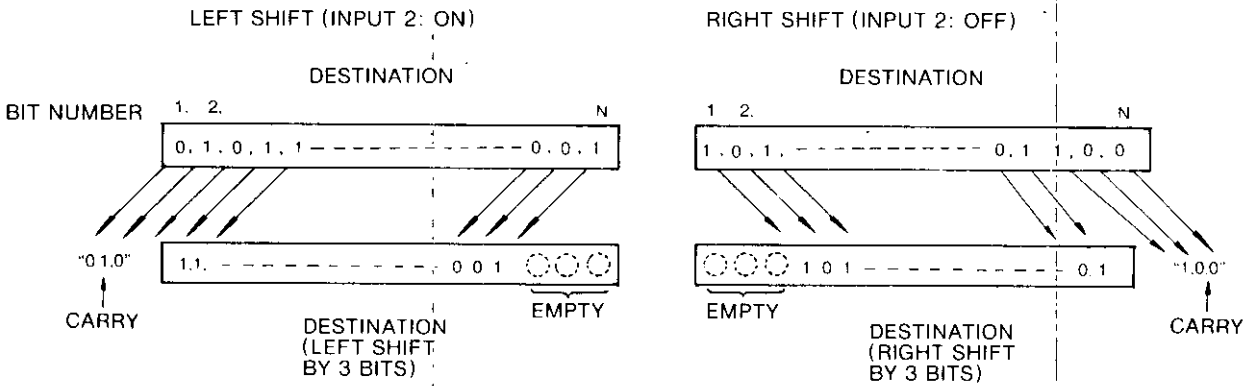 LEFT SHIFT (INPUT 2: ON)
RIGHT SHIFT (INPUT 2: OFF)
DESTINATION
DESTINATION
BIT NUMBER
1. 2.
N
1 2.
N
0, 1, 0, 1, 1 - - - - - - - - - - - - - - - 0, 0, 1
1, 0, 1, - - - - - - - - - - - - 0, 1 1, 0, 0
"0 1,0"
1,1, - - - - - - - - - - - - - - 0 0 1
1 0 1 - - - - - - - - - - - - - - 0 1
"1,0,0"
EMPTY
EMPTY
CARRY
CARRY
DESTINATION
(LEFT SHIFT
BY 3 BITS)
DESTINATION
(RIGHT SHIFT
BY 3 BITS)